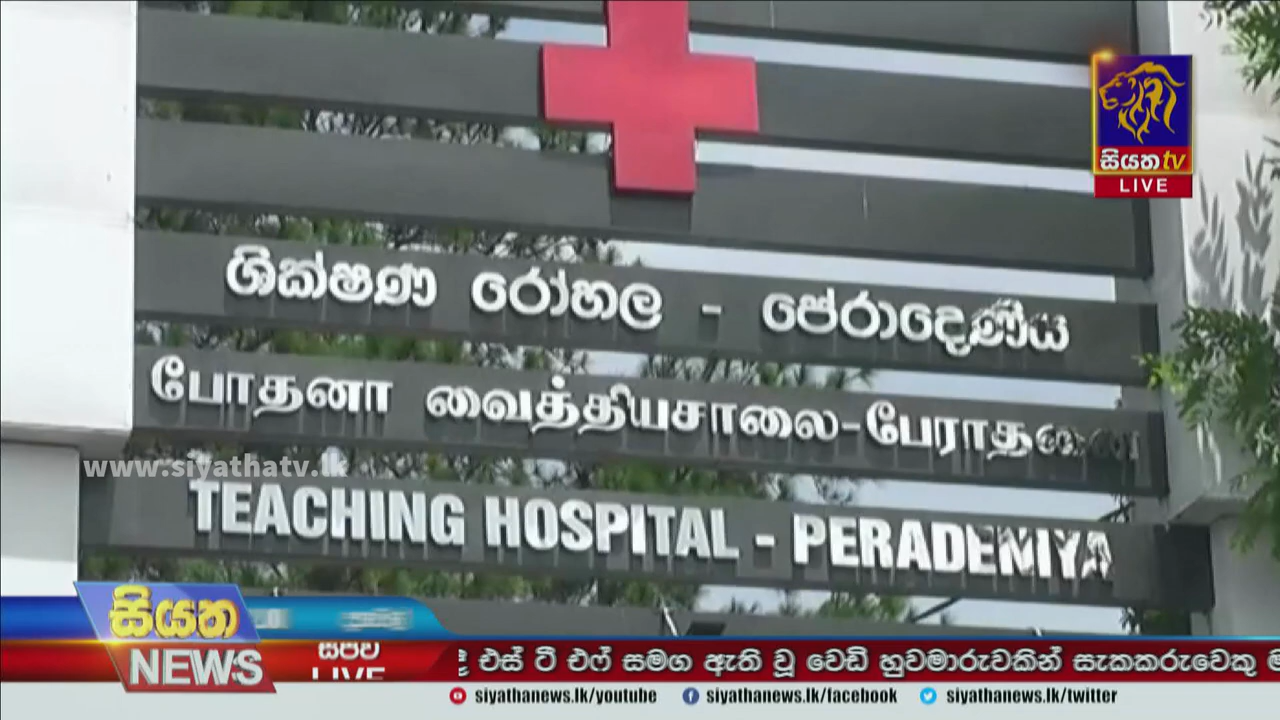 සියත tv
LIVE
ශික්ෂණ රෝහල - පේරාදෙණිය
போதனா வைத்தியசாலை-பேராதனை
www.siyathatv.lk
TEACHING HOSPITAL - PERADENIYA
සියත
NEWS
සජීව
LIVE
එස් ටී එෆ් සමග ඇති වූ වෙඩි හුවමාරුවකින් සැකකරුවෙකු
siyathanews.lk/youtube
siyathanews.lk/facebook
siyathanews.lk/twitter